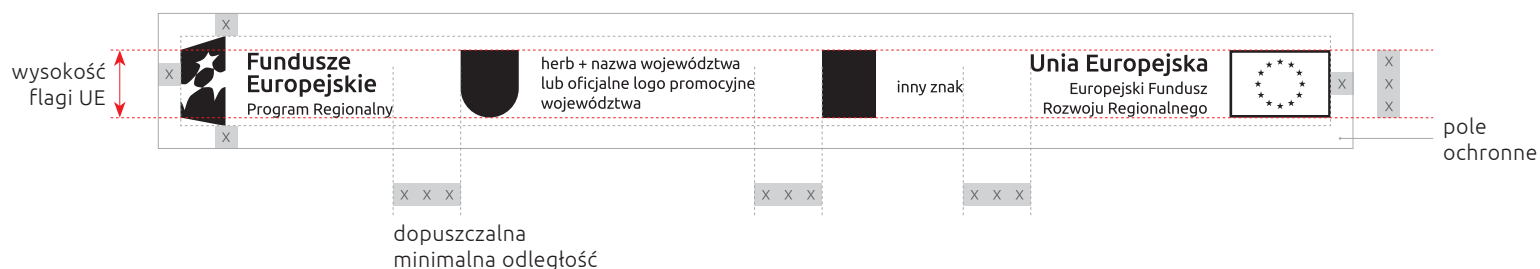 X
wysokość
flagi UE
X
Fundusze
Europejskie
Program Regionalny
herb + nazwa województwa
lub oficjalne logo promocyjne
województwa
inny znak
Unia Europejska
Europejski Fundusz
Rozwoju Regionalnego
X
X
X
X
X
pole
ochronne
X X X
X X X
X X X
dopuszczalna
minimalna odległość